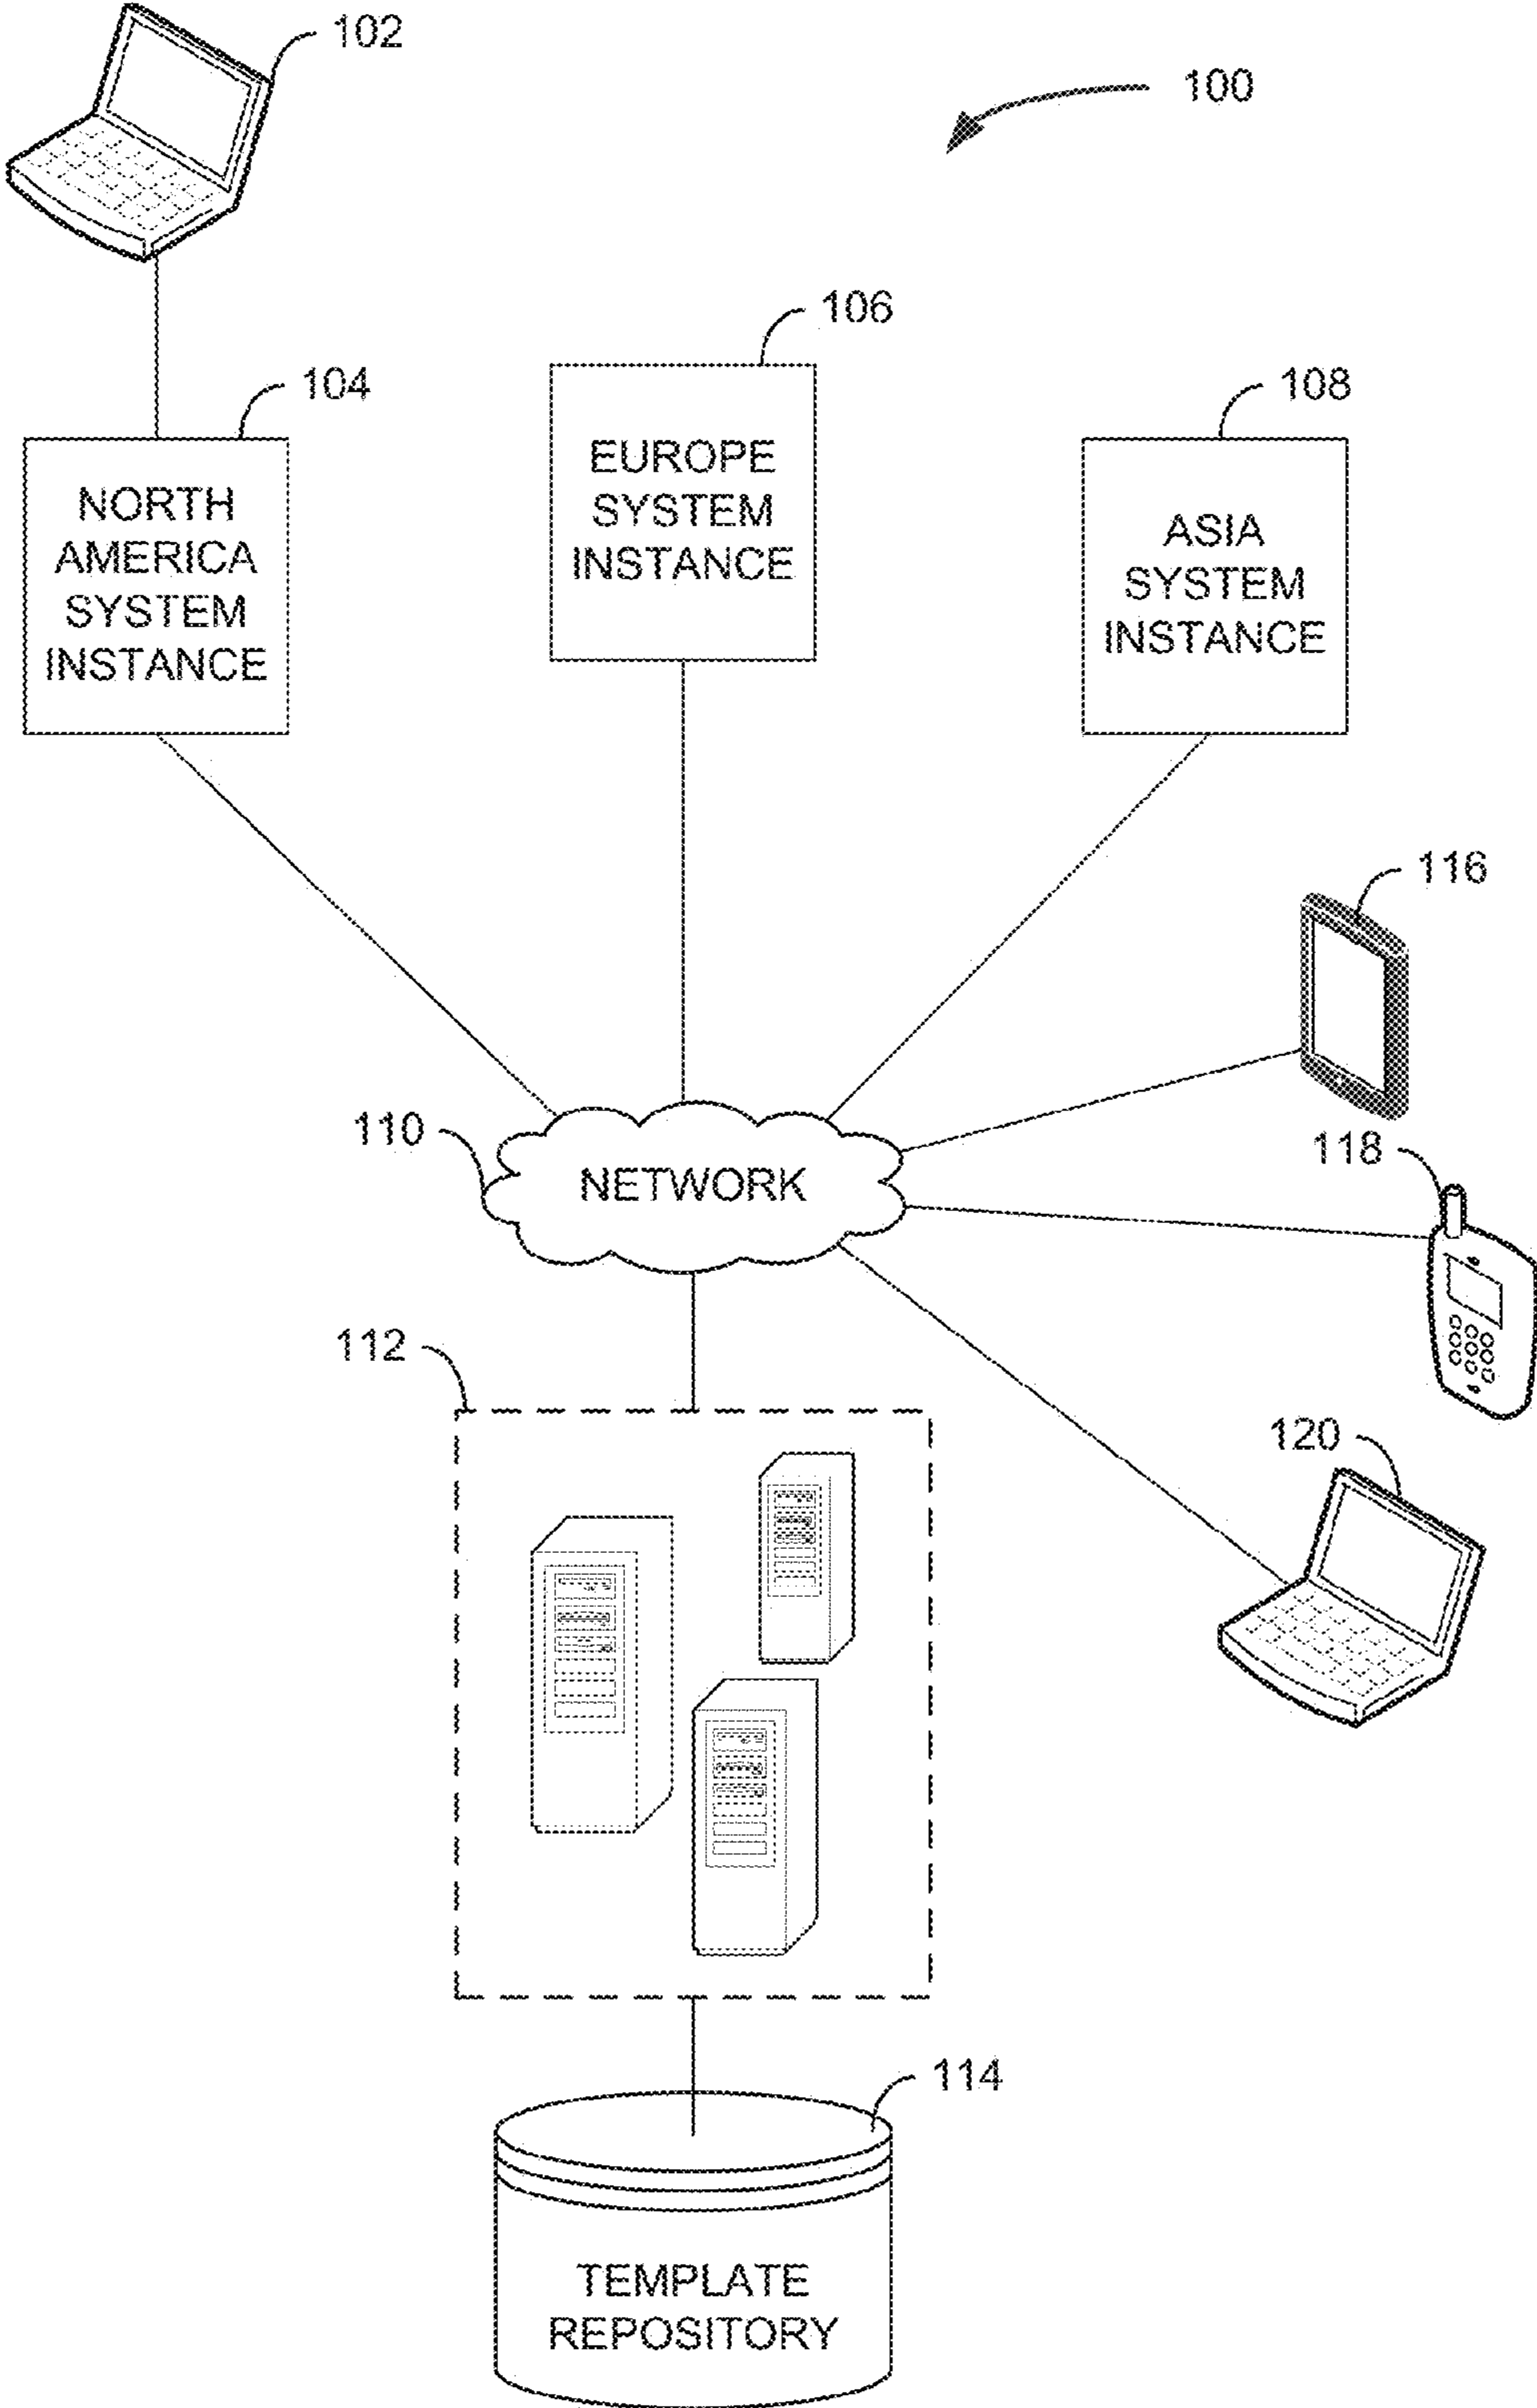 102
100
106
104
108
EUROPE
SYSTEM
INSTANCE
NORTH
AMERICA
SYSTEM
INSTANCE
ASIA
SYSTEM
INSTANCE
116
110
NETWORK
118
112
120
114
TEMPLATE
REPOSITORY